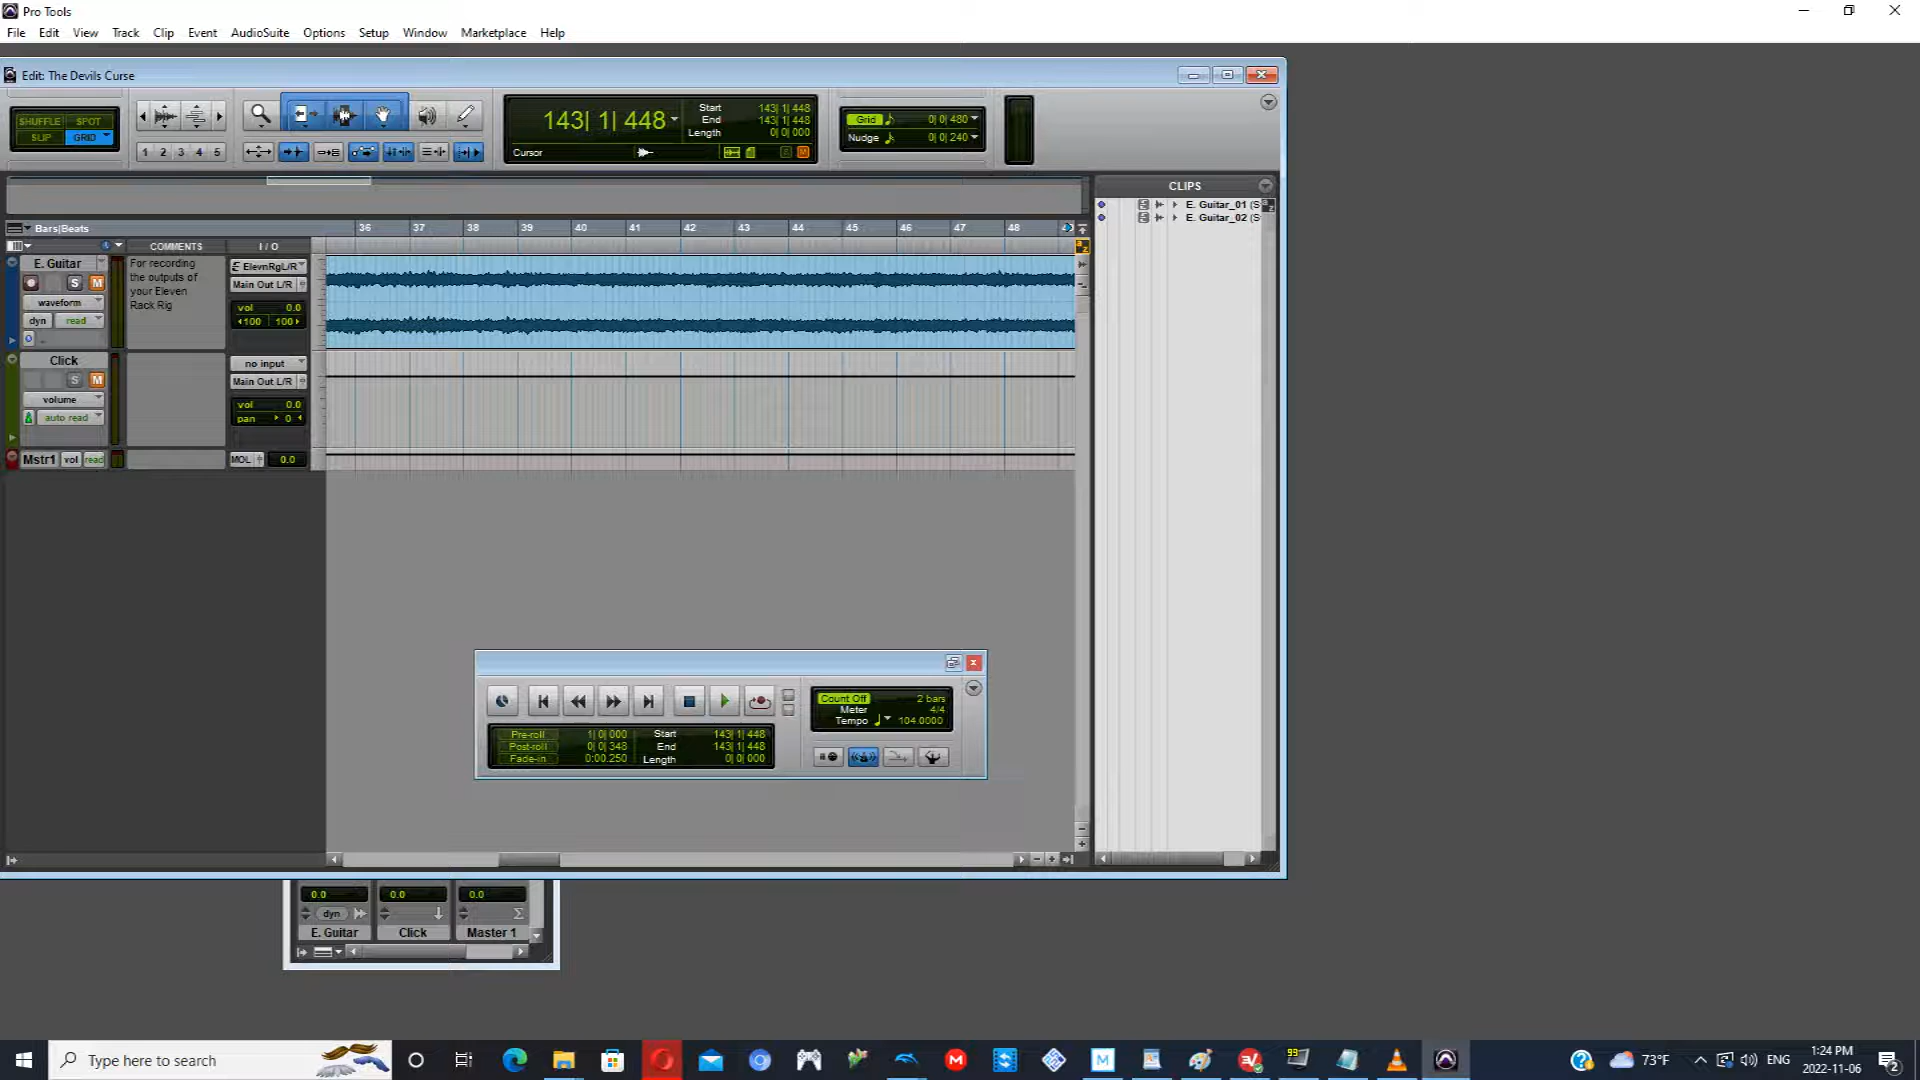 Pro Tools
File Edit View Track Clip Event AudioSuite Options Setup Window Marketplace Help
Edit: The Devils Curse
SHUFFLE SPOT
SLIP GRID
1 2 3 4 5
143| 1| 448
Start 143| 1| 448
End 143| 1| 448
Length 0| 0| 000
Cursor
Grid 0| 0| 480
Nudge 0| 0| 240
CLIPS
E. Guitar_01 (S
E. Guitar_02 (S
Bars|Beats
36 37 38 39 40 41 42 43 44 45 46 47 48
COMMENTS I / O
E. Guitar
S M
waveform
dyn read
For recording
the outputs of
your Eleven
Rack Rig
ElevnRgL/R
Main Out L/R
vol 0.0
100 100
Click
S M
volume
auto read
no input
Main Out L/R
vol 0.0
pan 0
Mstr1 vol read
MOL 0.0
Count Off 2 bars
Meter 4/4
Tempo 104.0000
Pre-roll 1| 0| 000 Start 143| 1| 448
Post-roll 0| 0| 348 End 143| 1| 448
Fade-in 0:00.250 Length 0| 0| 000
0.0 0.0 0.0
dyn
E. Guitar Click Master 1
Type here to search
73°F
ENG
1:24 PM
2022-11-06
2